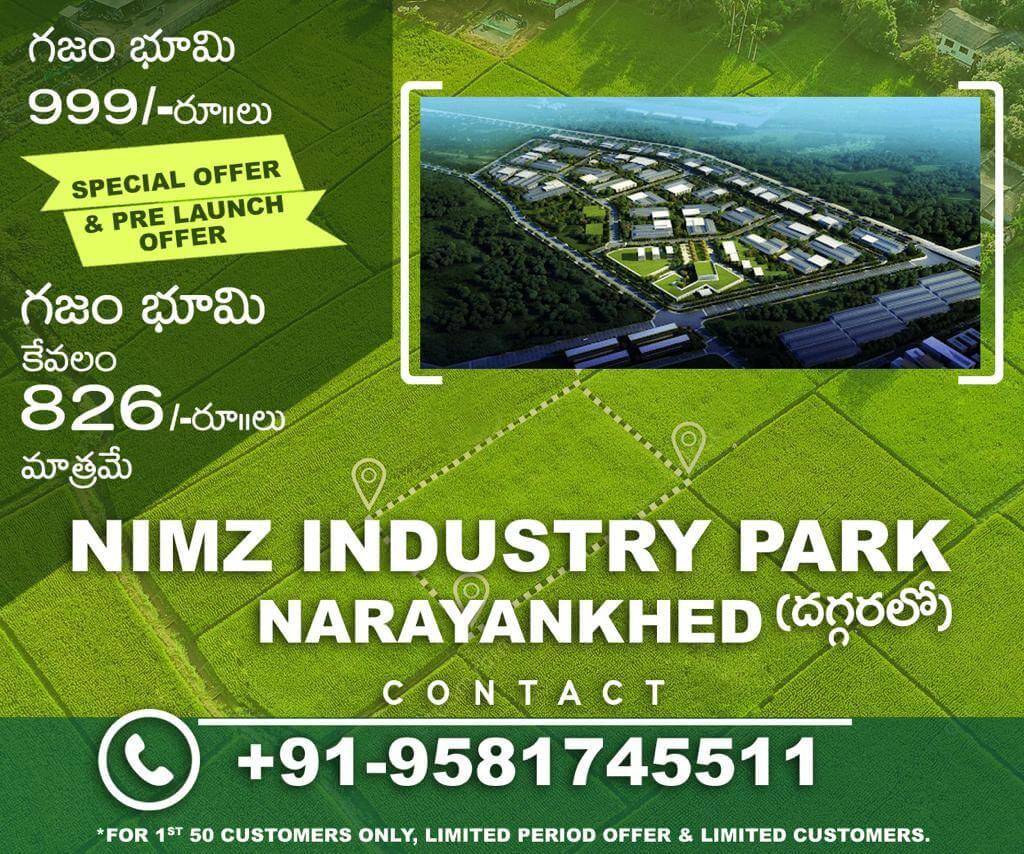 గజం భూమి
999/-రూ॥లు
SPECIAL OFFER
& PRE LAUNCH
OFFER
గజం భూమి
కేవలం
826/-రూ॥లు
మాత్రమే
NIMZ INDUSTRY PARK
NARAYANKHED (దగ్గరలో)
CONTACT
+91-9581745511
*FOR 1ST 50 CUSTOMERS ONLY, LIMITED PERIOD OFFER & LIMITED CUSTOMERS.